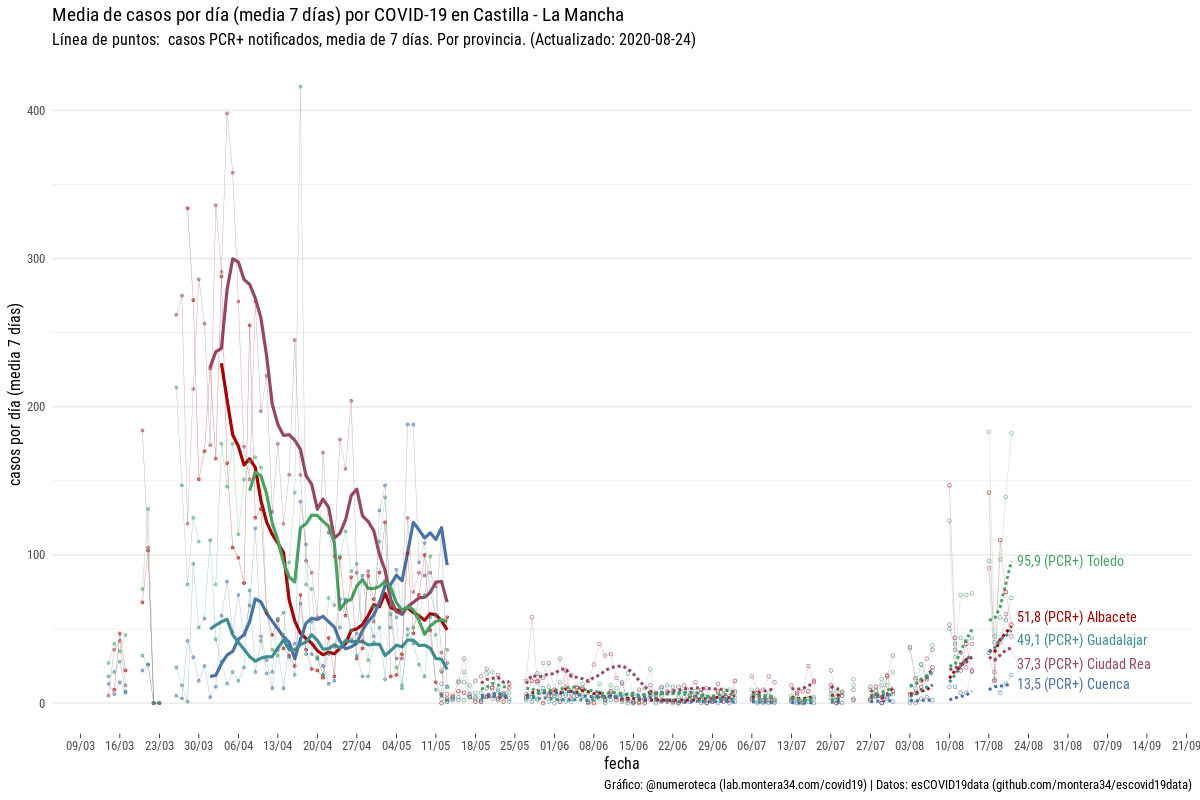 Media de casos por día (media 7 días) por COVID-19 en Castilla - La Mancha
Línea de puntos:  casos PCR+ notificados, media de 7 días. Por provincia. (Actualizado: 2020-08-24)
casos por día (media 7 días)
400
300
200
100
0
95,9 (PCR+) Toledo
51,8 (PCR+) Albacete
49,1 (PCR+) Guadalajar
37,3 (PCR+) Ciudad Rea
13,5 (PCR+) Cuenca
09/03 16/03 23/03 30/03 06/04 13/04 20/04 27/04 04/05 11/05 18/05 25/05 01/06 08/06 15/06 22/06 29/06 06/07 13/07 20/07 27/07 03/08 10/08 17/08 24/08 31/08 07/09 14/09 21/09
fecha
Gráfico: @numeroteca (lab.montera34.com/covid19) | Datos: esCOVID19data (github.com/montera34/escovid19data)